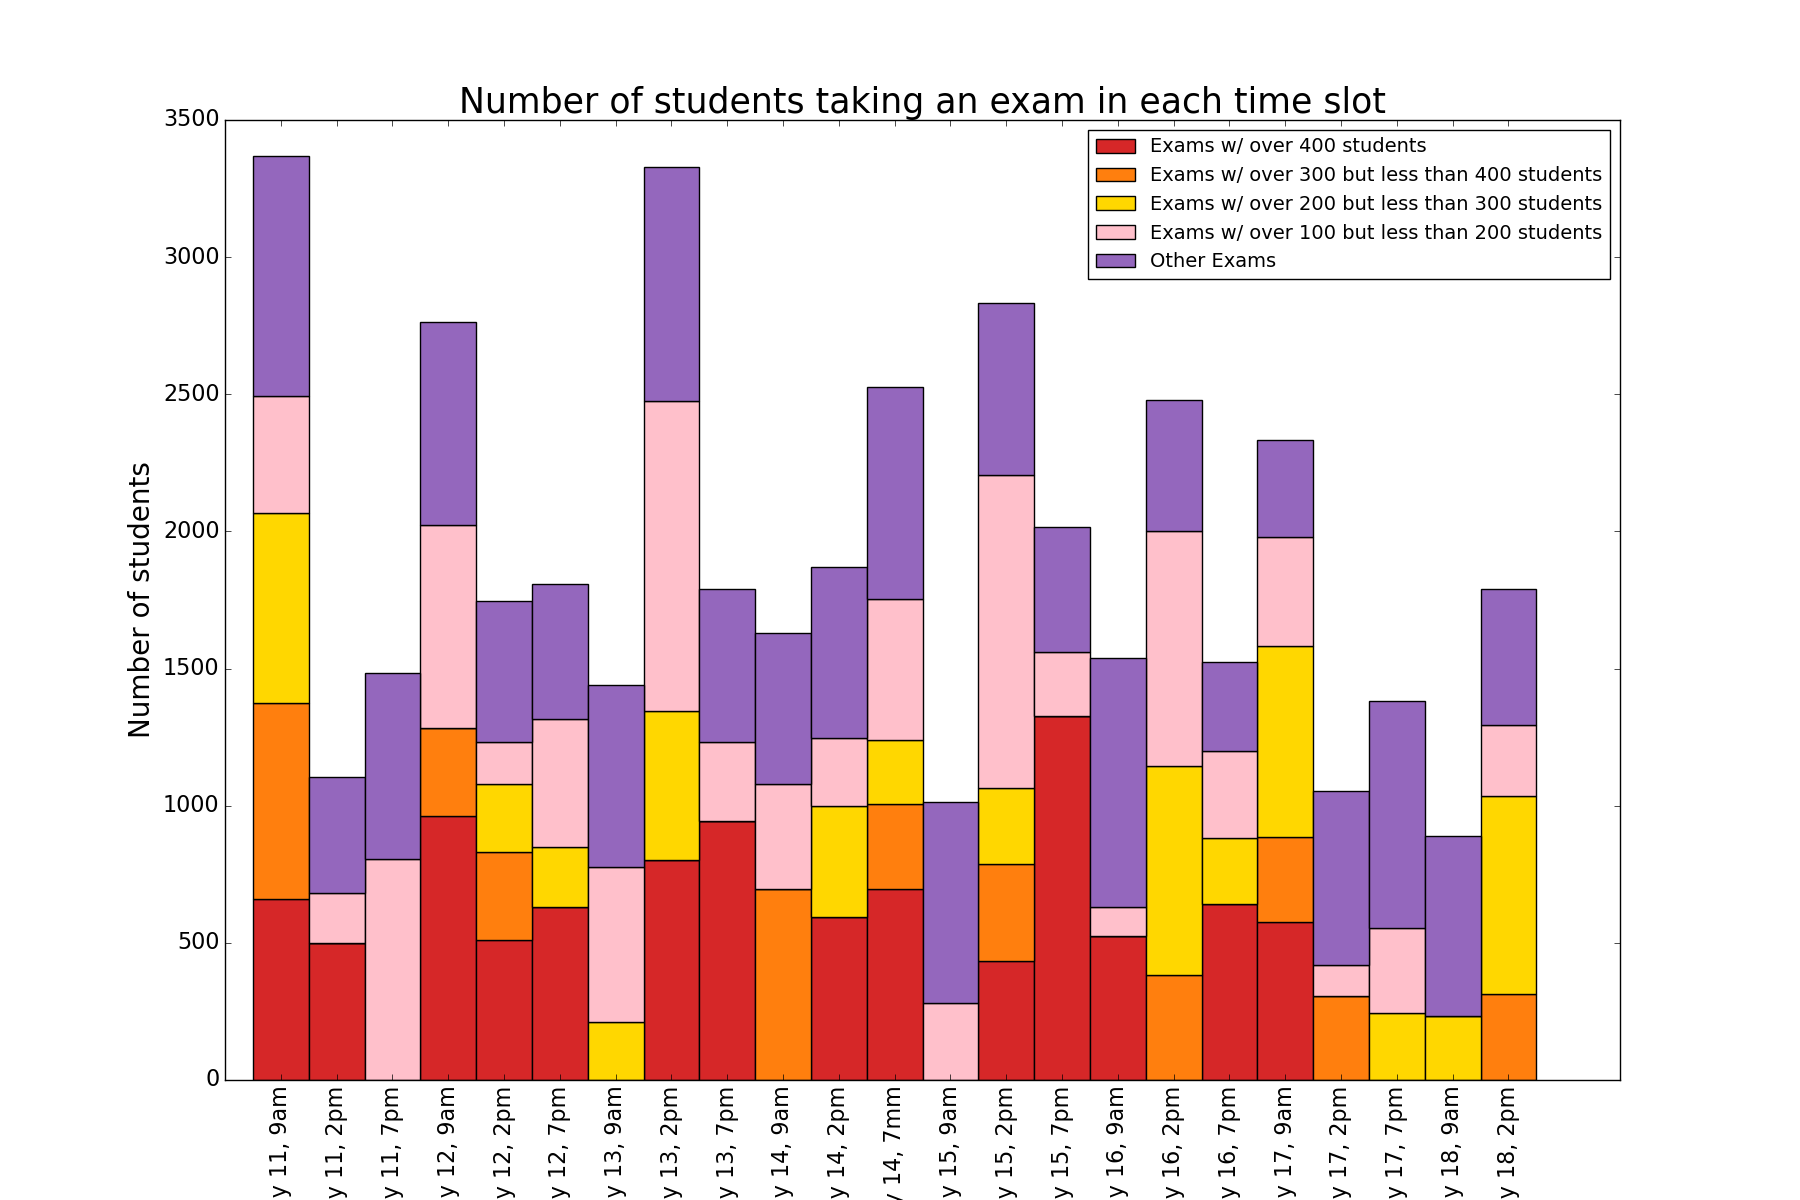 Number of students taking an exam in each time slot
Exams w/ over 400 students
Exams w/ over 300 but less than 400 students
Exams w/ over 200 but less than 300 students
Exams w/ over 100 but less than 200 students
Other Exams
Number of students
3500
3000
2500
2000
1500
1000
500
0
y 11, 9am
y 11, 2pm
y 11, 7pm
y 12, 9am
y 12, 2pm
y 12, 7pm
y 13, 9am
y 13, 2pm
y 13, 7pm
y 14, 9am
y 14, 2pm
y 14, 7mm
y 15, 9am
y 15, 2pm
y 15, 7pm
y 16, 9am
y 16, 2pm
y 16, 7pm
y 17, 9am
y 17, 2pm
y 17, 7pm
y 18, 9am
y 18, 2pm